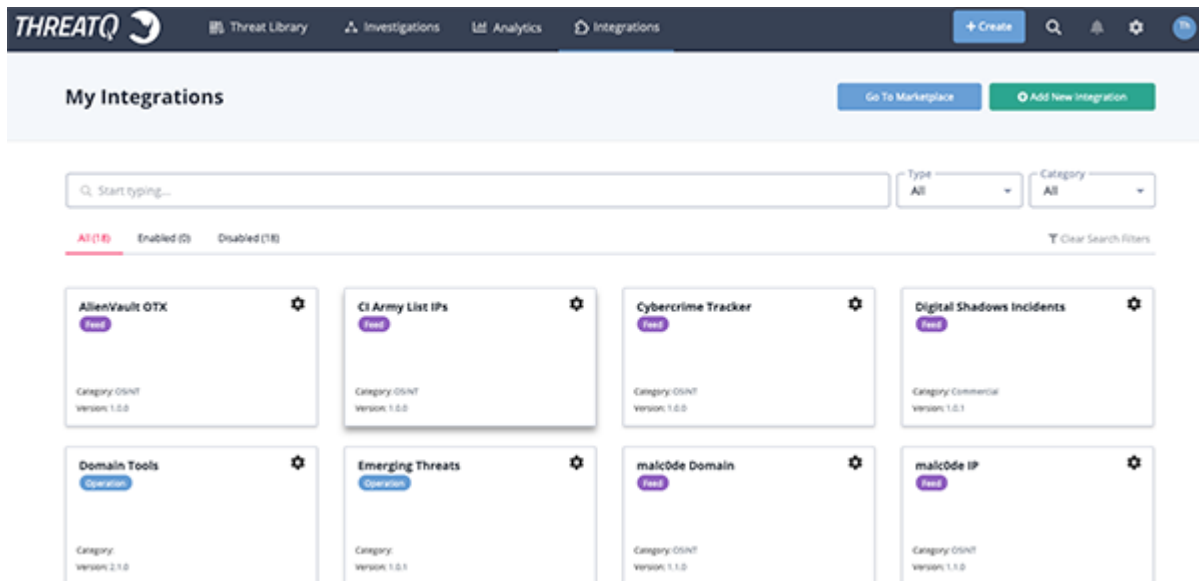 THREATQ Threat Library Investigations Analytics Integrations + Create Th
My Integrations Go To Marketplace Add New Integration
Start typing... Type All Category All
All (18) Enabled (0) Disabled (18) Clear Search Filters
AlienVault OTX
Feed
Category: OSINT
Version: 1.0.0
CI Army List IPs
Feed
Category: OSINT
Version: 1.0.0
Cybercrime Tracker
Feed
Category: OSINT
Version: 1.0.0
Digital Shadows Incidents
Feed
Category: Commercial
Version: 1.0.1
Domain Tools
Operation
Category:
Version: 2.1.0
Emerging Threats
Operation
Category:
Version: 1.0.1
malc0de Domain
Feed
Category: OSINT
Version: 1.1.0
malc0de IP
Feed
Category: OSINT
Version: 1.1.0